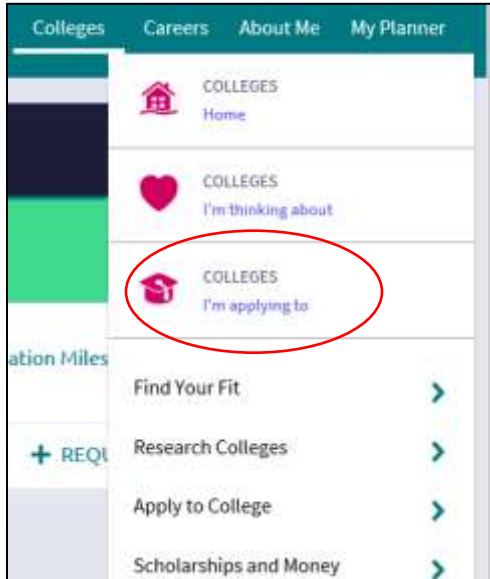 Colleges Careers About Me My Planner
COLLEGES
Home
COLLEGES
I'm thinking about
COLLEGES
I'm applying to
ation Miles
Find Your Fit
+ REQU
Research Colleges
Apply to College
Scholarships and Money